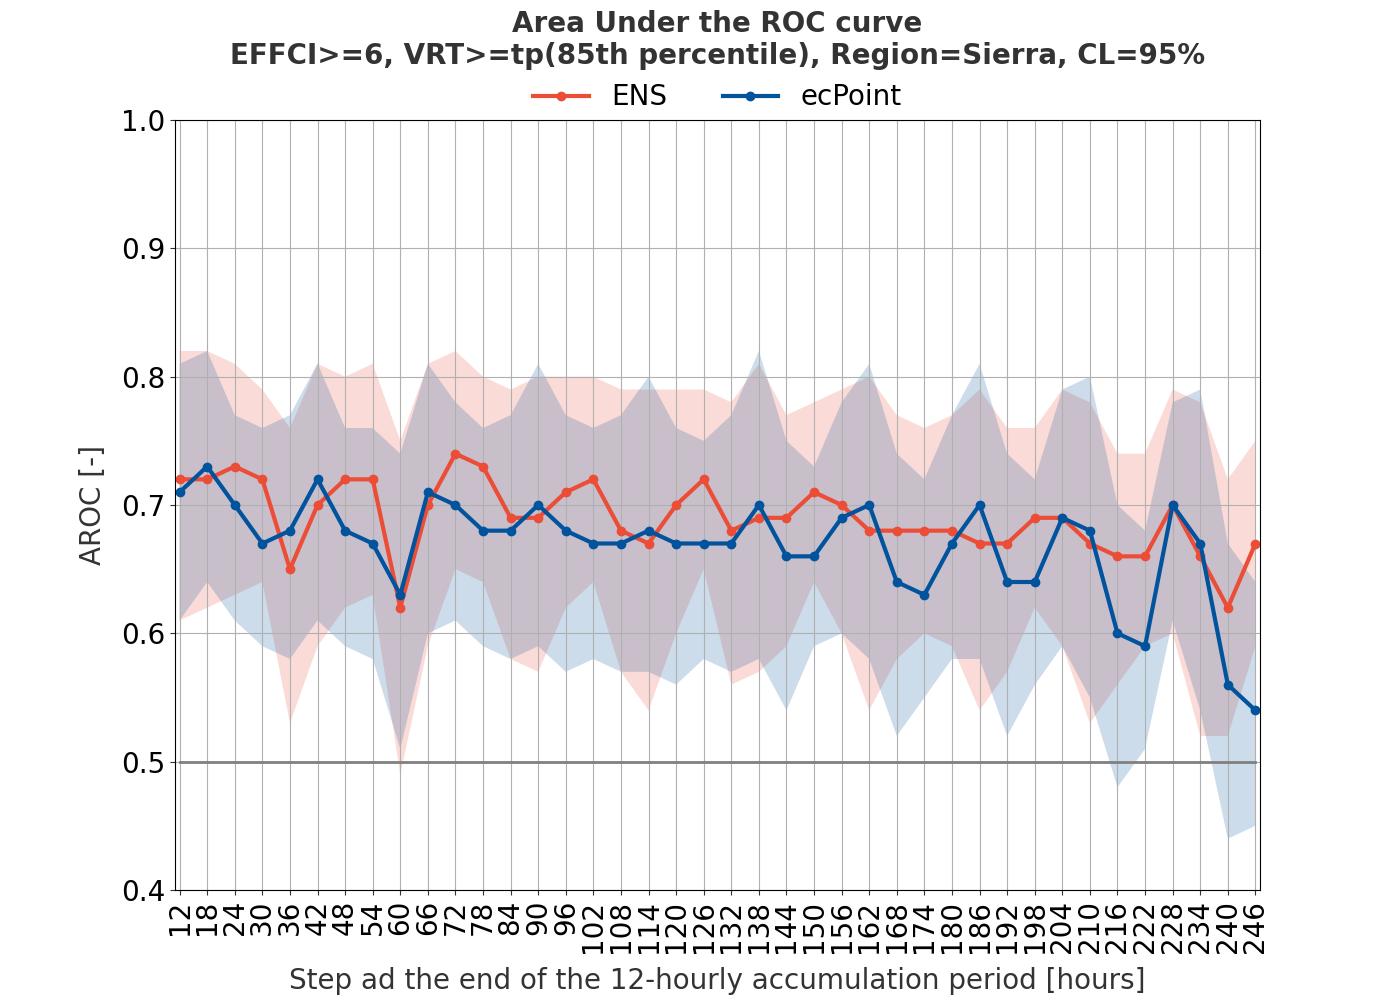 Area Under the ROC curve
EFFCI>=6, VRT>=tp(85th percentile), Region=Sierra, CL=95%
ENS ecPoint
1.0
0.9
0.8
0.7
0.6
0.5
0.4
AROC [-]
12 18 24 30 36 42 48 54 60 66 72 78 84 90 96 102 108 114 120 126 132 138 144 150 156 162 168 174 180 186 192 198 204 210 216 222 228 234 240 246
Step ad the end of the 12-hourly accumulation period [hours]